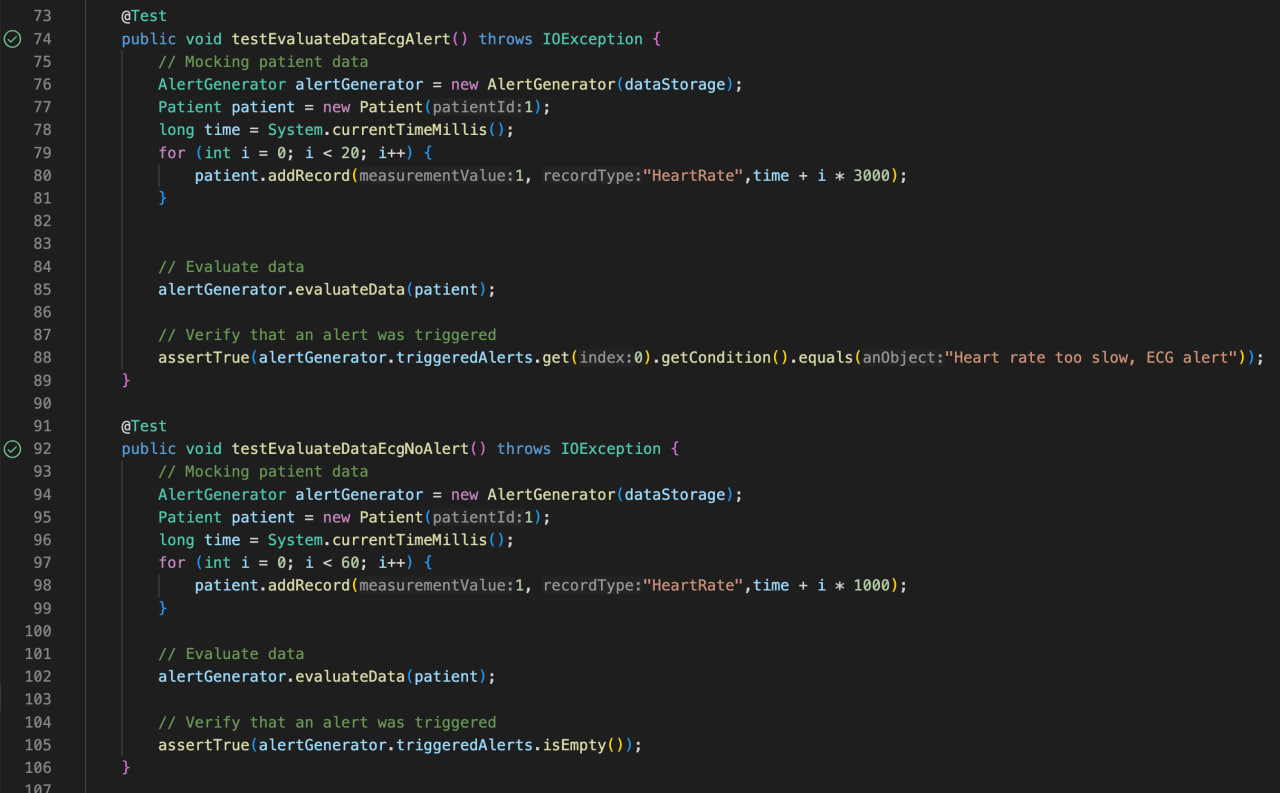 73 @Test
74 public void testEvaluateDataEcgAlert() throws IOException {
75 // Mocking patient data
76 AlertGenerator alertGenerator = new AlertGenerator(dataStorage);
77 Patient patient = new Patient(patientId:1);
78 long time = System.currentTimeMillis();
79 for (int i = 0; i < 20; i++) {
80 patient.addRecord(measurementValue:1, recordType:"HeartRate",time + i * 3000);
81 }
82
83
84 // Evaluate data
85 alertGenerator.evaluateData(patient);
86
87 // Verify that an alert was triggered
88 assertTrue(alertGenerator.triggeredAlerts.get(index:0).getCondition().equals(anObject:"Heart rate too slow, ECG alert"));
89 }
90
91 @Test
92 public void testEvaluateDataEcgNoAlert() throws IOException {
93 // Mocking patient data
94 AlertGenerator alertGenerator = new AlertGenerator(dataStorage);
95 Patient patient = new Patient(patientId:1);
96 long time = System.currentTimeMillis();
97 for (int i = 0; i < 60; i++) {
98 patient.addRecord(measurementValue:1, recordType:"HeartRate",time + i * 1000);
99 }
100
101 // Evaluate data
102 alertGenerator.evaluateData(patient);
103
104 // Verify that an alert was triggered
105 assertTrue(alertGenerator.triggeredAlerts.isEmpty());
106 }
107